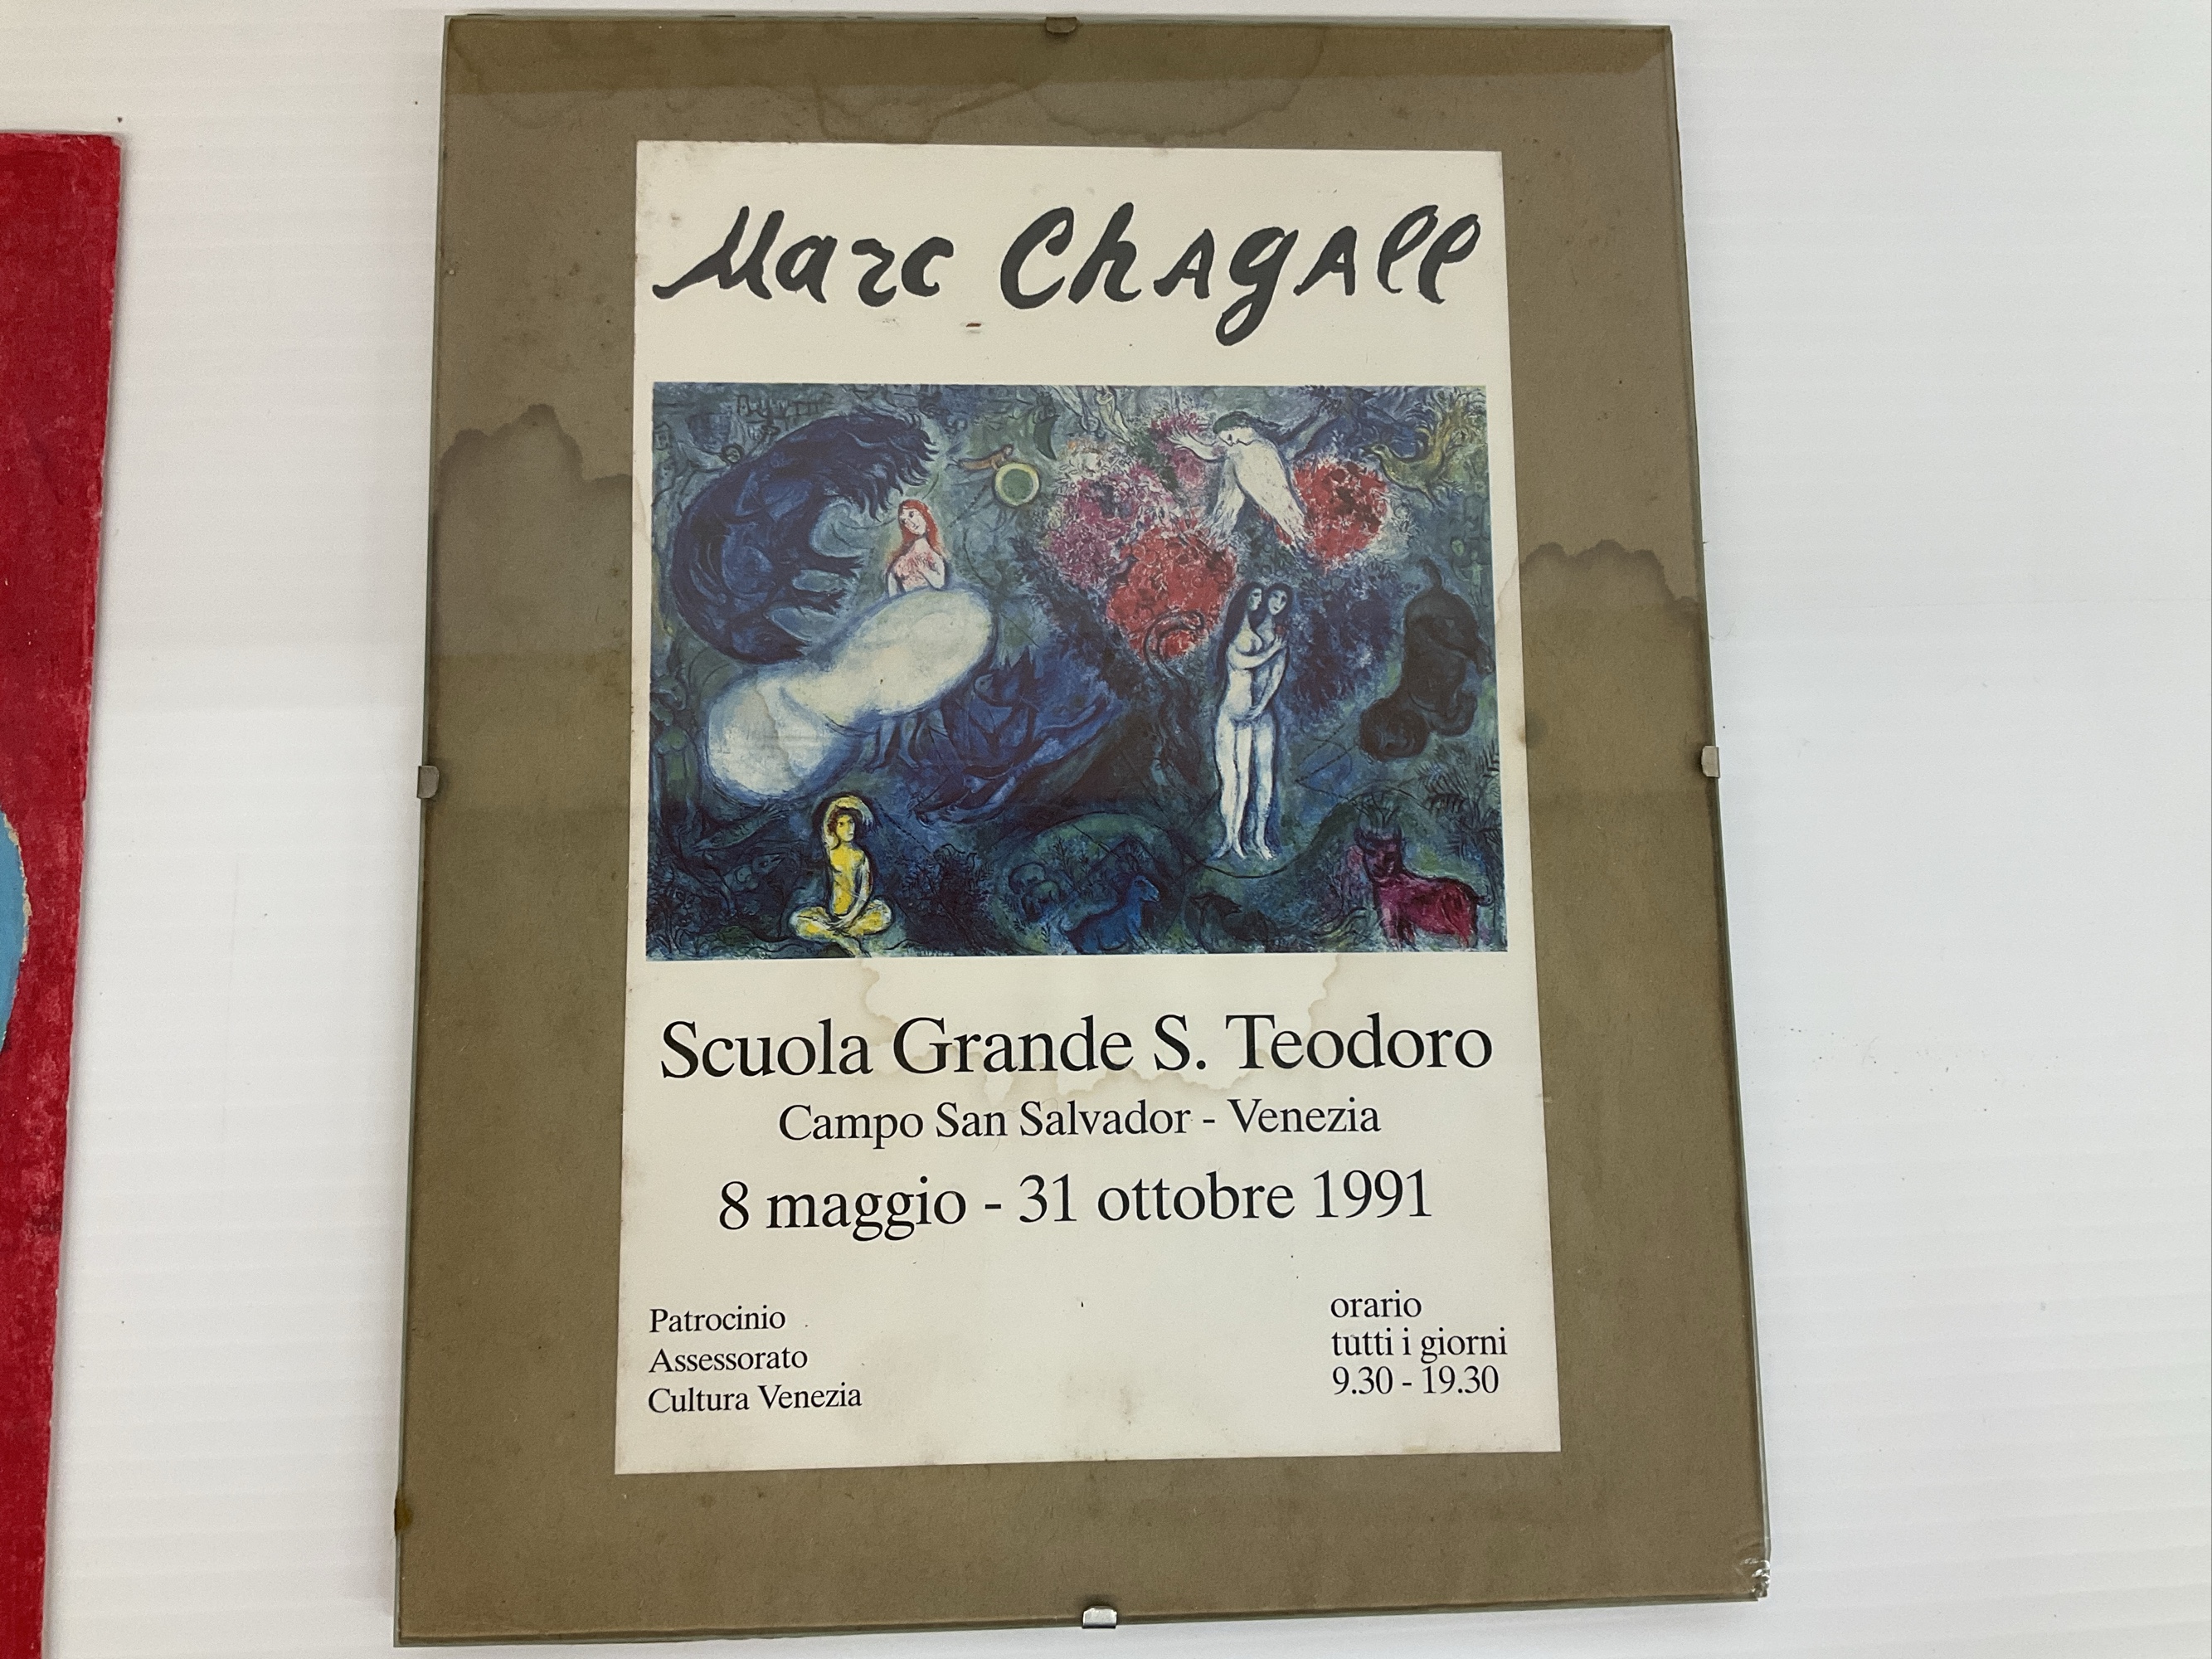 Marc Chagall
Scuola Grande S. Teodoro
Campo San Salvador - Venezia
8 maggio - 31 ottobre 1991
Patrocinio
Assessorato
Cultura Venezia
orario
tutti i giorni
9.30 - 19.30